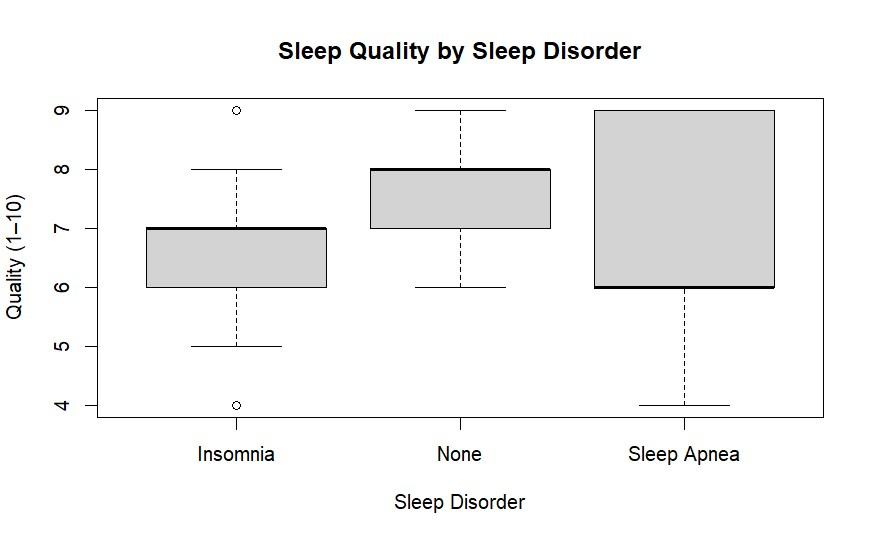 Sleep Quality by Sleep Disorder
Quality (1–10)
9
8
7
6
5
4
Insomnia None Sleep Apnea
Sleep Disorder